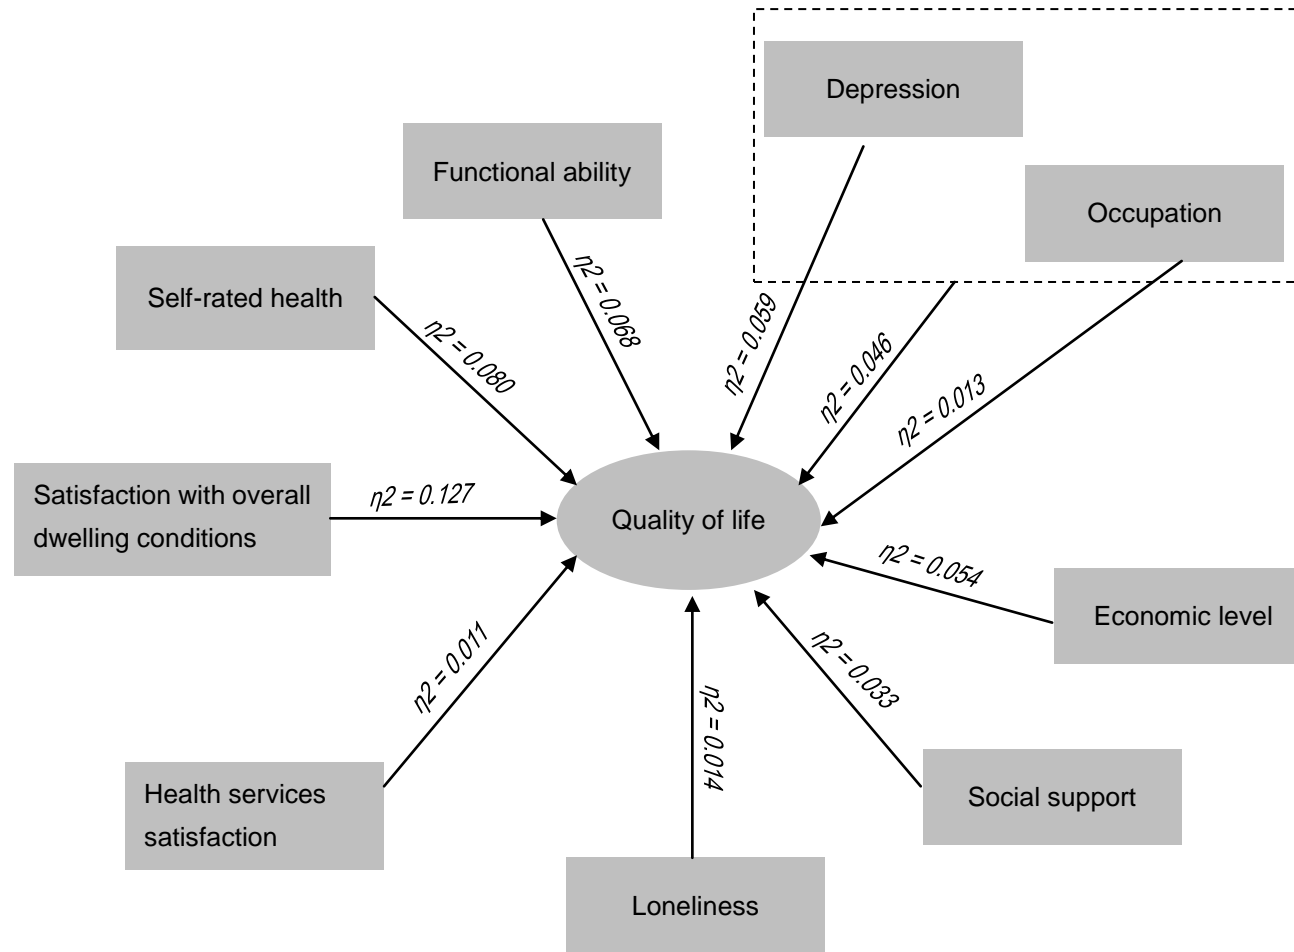 Depression
Functional ability
Occupation
Self-rated health
η2 = 0.068
η2 = 0.059
η2 = 0.046
η2 = 0.013
η2 = 0.080
Satisfaction with overall
dwelling conditions
η2 = 0.127
Quality of life
η2 = 0.054
Economic level
η2 = 0.011
η2 = 0.014
η2 = 0.033
Health services
satisfaction
Social support
Loneliness